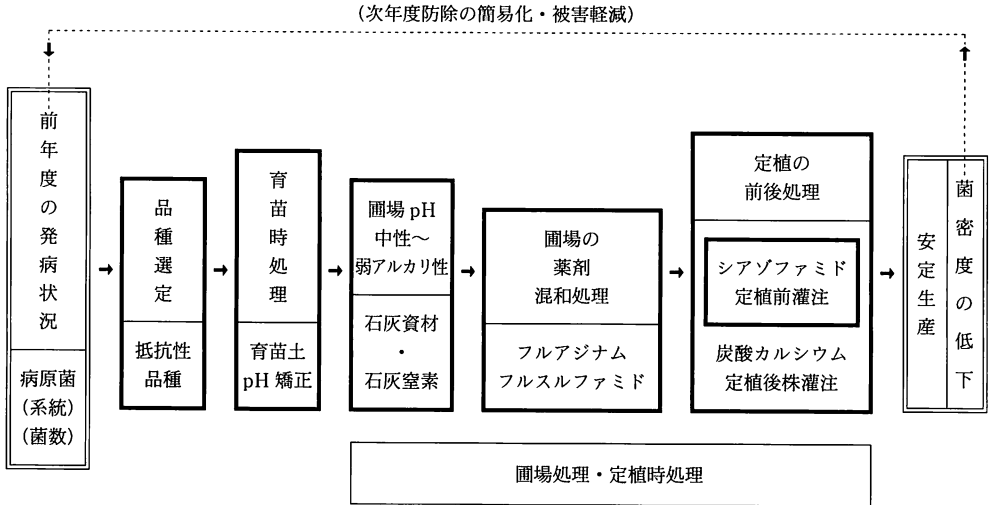 (次年度防除の簡易化・被害軽減)
前年度の発病状況
病原菌
(系統)
(菌数)
品種選定
抵抗性
品種
育苗時処理
育苗土
pH 矯正
圃場 pH
中性〜
弱アルカリ性
石灰資材
・
石灰窒素
圃場の
薬剤
混和処理
フルアジナム
フルスルファミド
定植の
前後処理
シアゾファミド
定植前灌注
炭酸カルシウム
定植後株灌注
菌密度の低下
安定生産
圃場処理・定植時処理